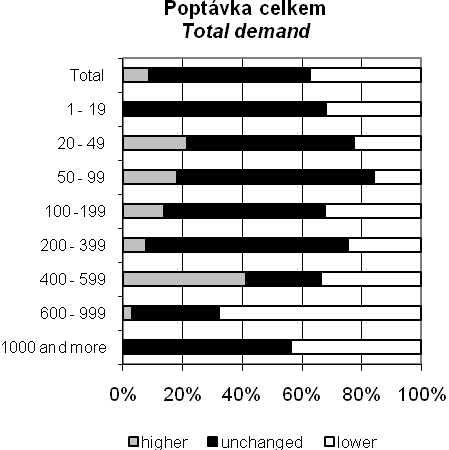 Poptávka celkem
Total demand
Total
1 - 19
20 - 49
50 - 99
100 - 199
200 - 399
400 - 599
600 - 999
1000 and more
0% 20% 40% 60% 80% 100%
higher unchanged lower